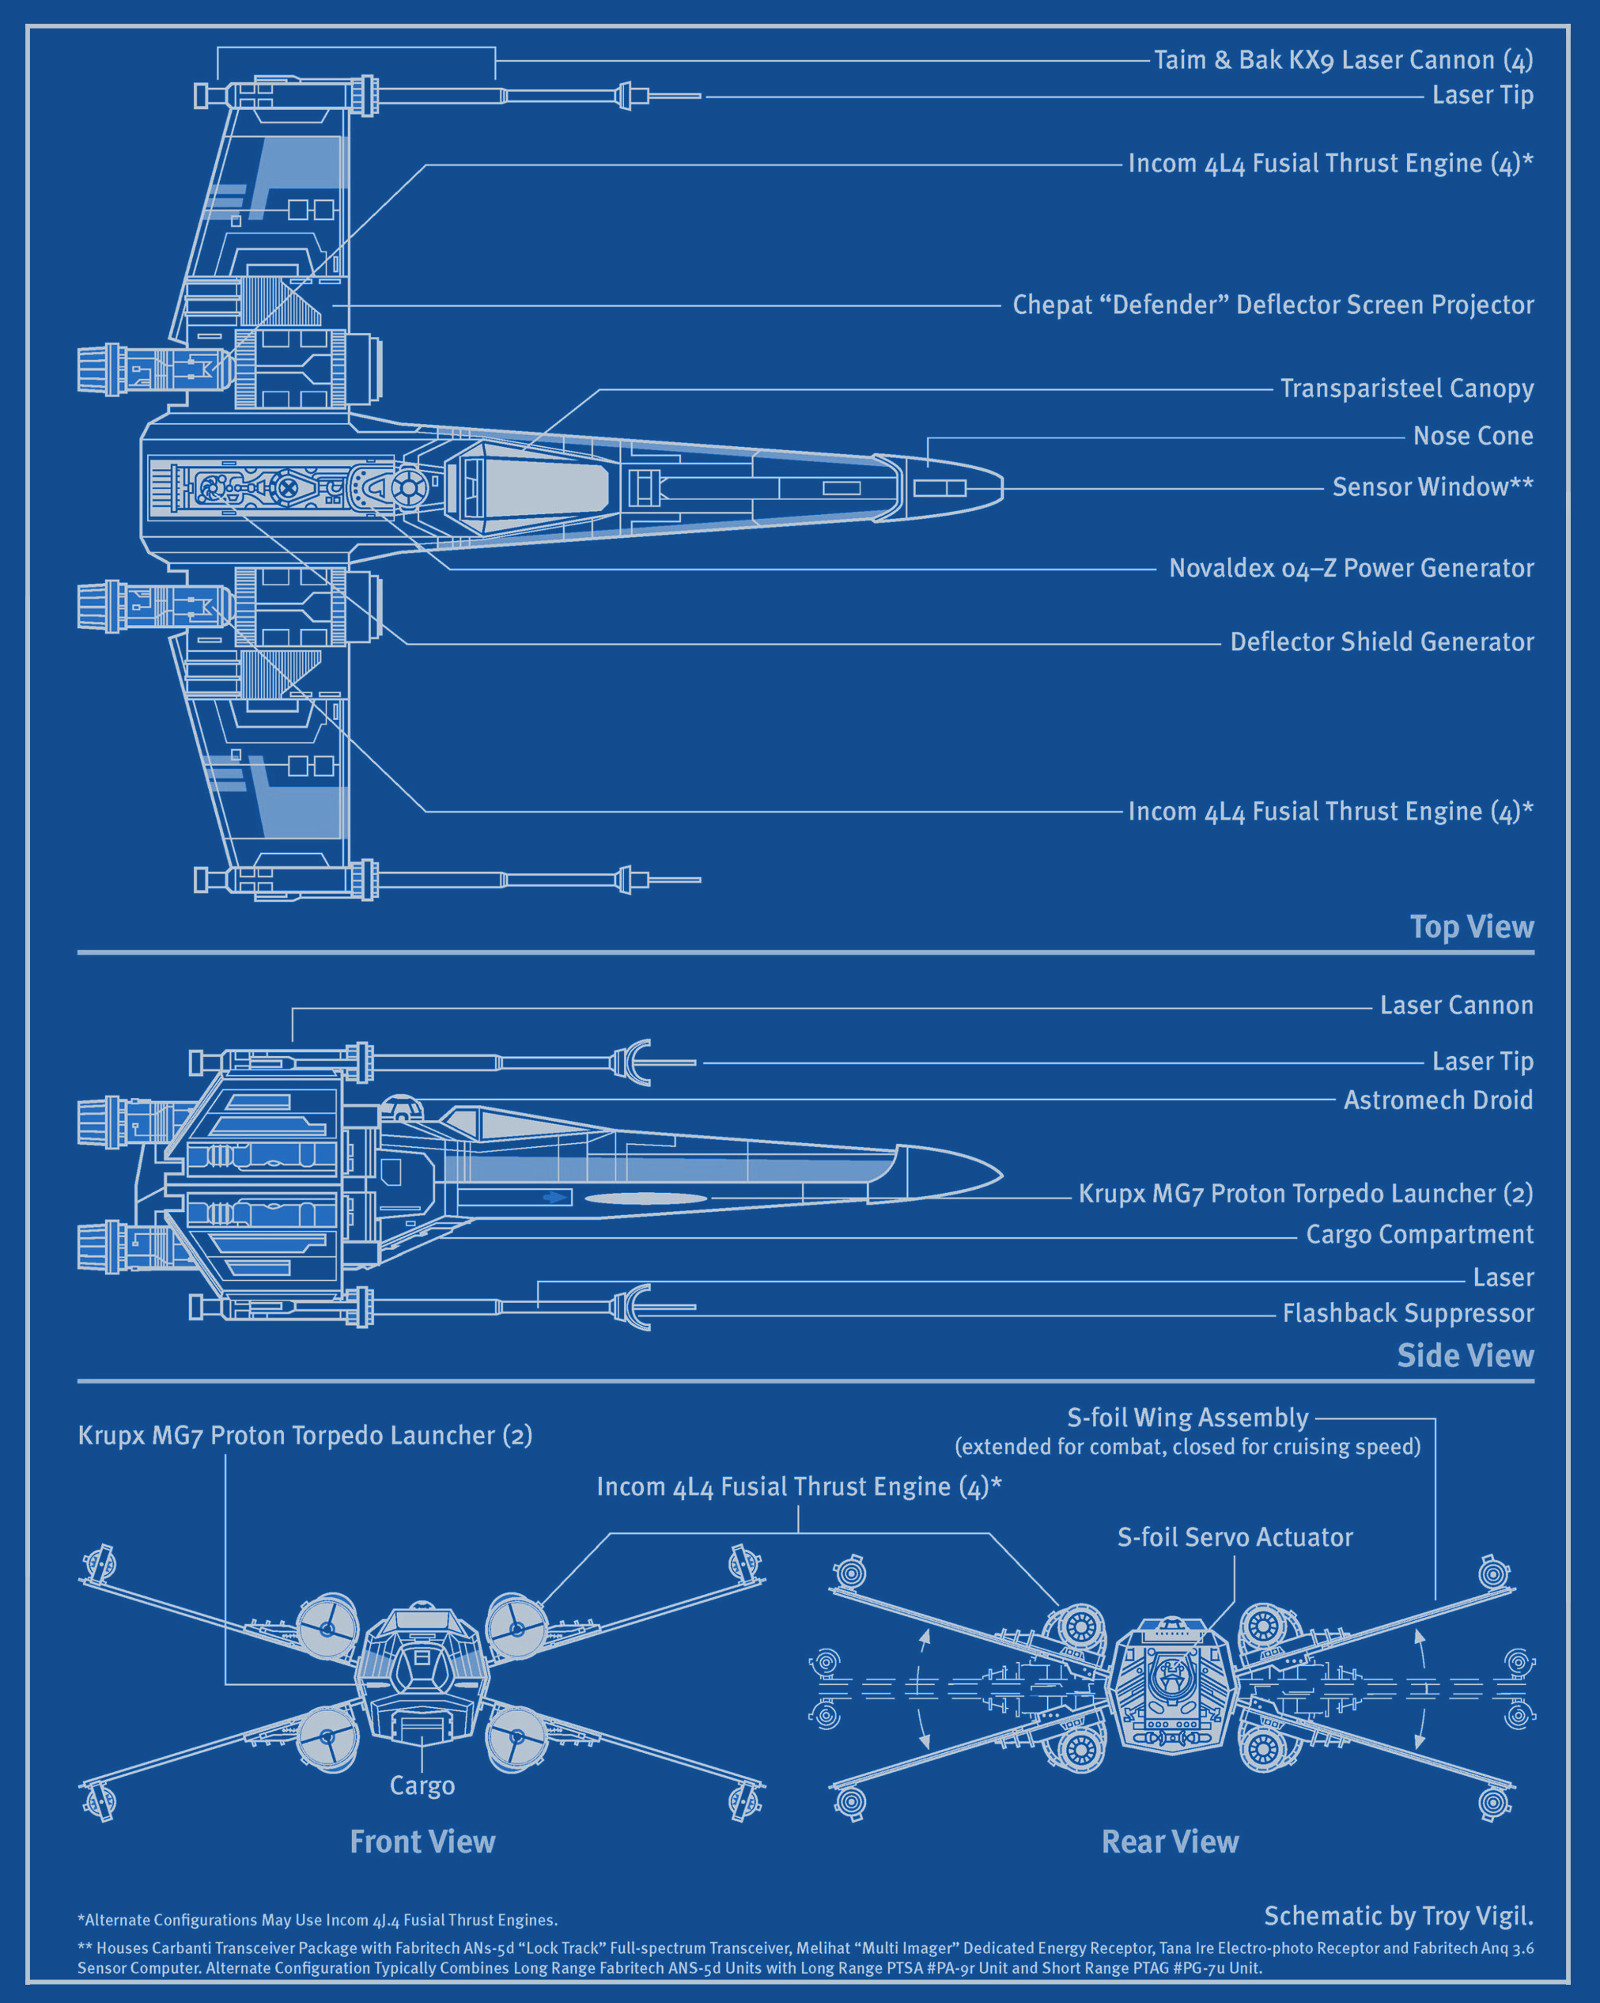 Taim & Bak KX9 Laser Cannon (4)
Laser Tip
Incom 4L4 Fusial Thrust Engine (4)*
Chepat “Defender” Deflector Screen Projector
Transparisteel Canopy
Nose Cone
Sensor Window**
Novaldex 04–Z Power Generator
Deflector Shield Generator
Incom 4L4 Fusial Thrust Engine (4)*
Top View
Laser Cannon
Laser Tip
Astromech Droid
Krupx MG7 Proton Torpedo Launcher (2)
Cargo Compartment
Laser
Flashback Suppressor
Side View
Krupx MG7 Proton Torpedo Launcher (2)
Incom 4L4 Fusial Thrust Engine (4)*
S-foil Wing Assembly
(extended for combat, closed for cruising speed)
S-foil Servo Actuator
Cargo
Front View
Rear View
*Alternate Configurations May Use Incom 4J.4 Fusial Thrust Engines.
Schematic by Troy Vigil.
** Houses Carbanti Transceiver Package with Fabritech ANs-5d “Lock Track” Full-spectrum Transceiver, Melihat “Multi Imager” Dedicated Energy Receptor, Tana Ire Electro-photo Receptor and Fabritech Anq 3.6
Sensor Computer. Alternate Configuration Typically Combines Long Range Fabritech ANS-5d Units with Long Range PTSA #PA-9r Unit and Short Range PTAG #PG-7u Unit.